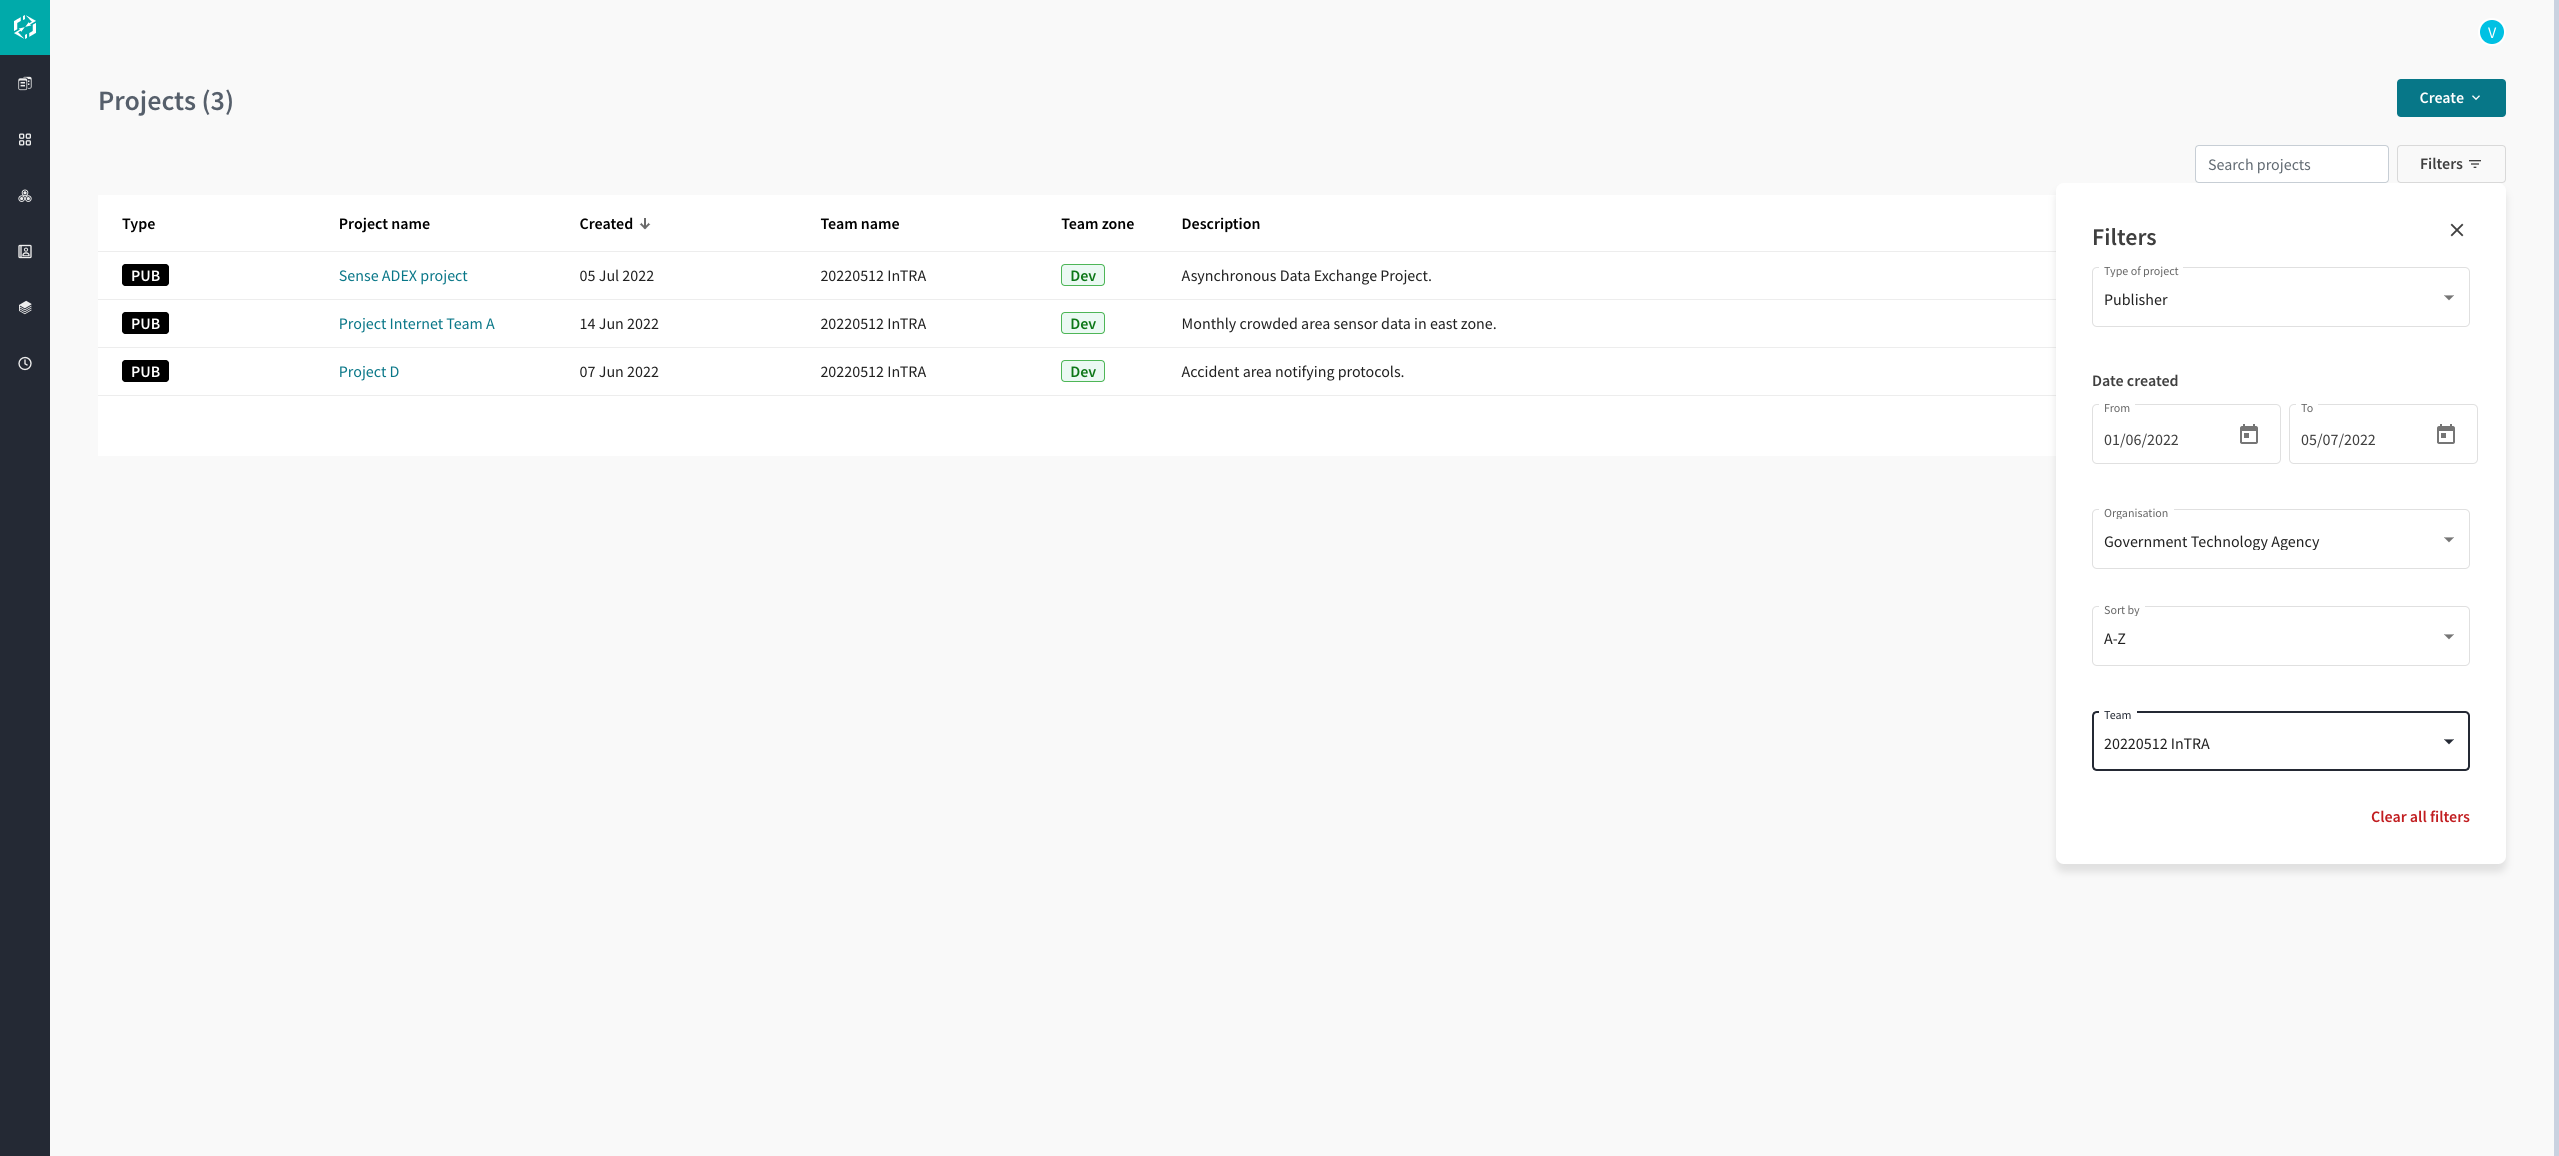 V
Projects (3)
Create
Search projects
Filters
Type Project name Created Team name Team zone Description
PUB Sense ADEX project 05 Jul 2022 20220512 InTRA Dev Asynchronous Data Exchange Project.
PUB Project Internet Team A 14 Jun 2022 20220512 InTRA Dev Monthly crowded area sensor data in east zone.
PUB Project D 07 Jun 2022 20220512 InTRA Dev Accident area notifying protocols.
Filters
Type of project
Publisher
Date created
From To
01/06/2022 05/07/2022
Organisation
Government Technology Agency
Sort by
A-Z
Team
20220512 InTRA
Clear all filters